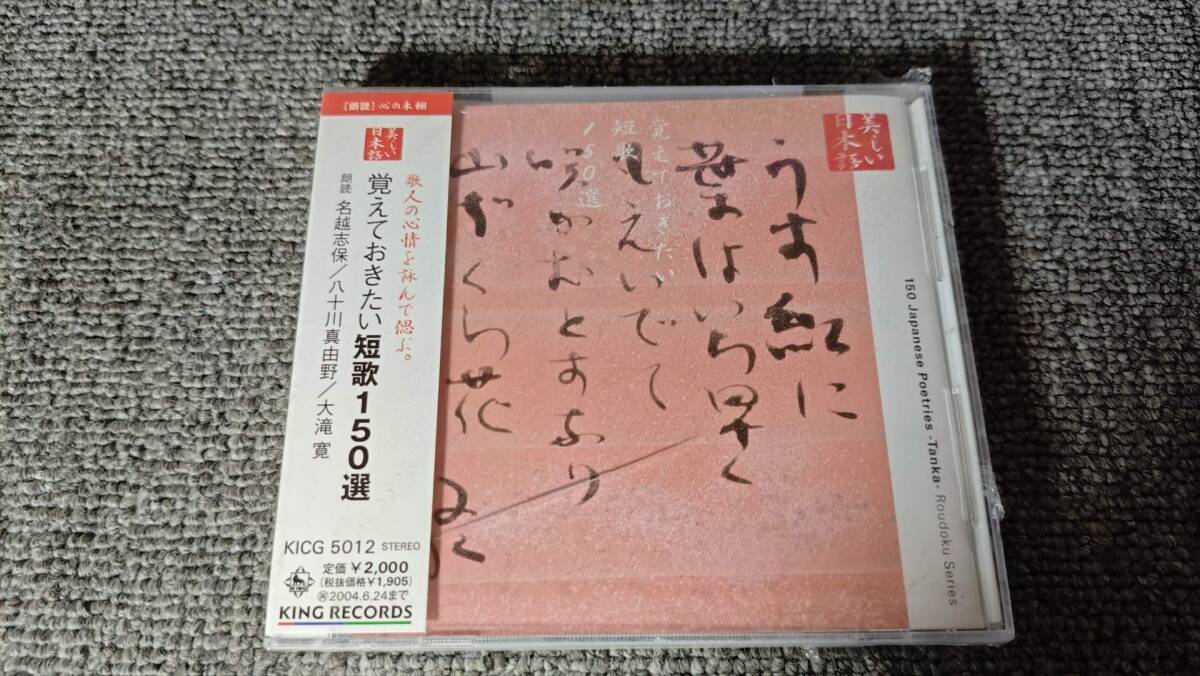 [朗読]心の本棚
美しい
日本語
歌人の心情を詠んで偲ぶ。
覚えておきたい短歌150選
朗読 名越志保/八十川真由野/大滝 寛
KICG 5012 STEREO
定価 ¥2,000
(税抜価格¥1,905)
2004.6.24まで
KING RECORDS
美しい
日本語
覚えておきたい
短歌
150選
うす紅に
葉はいち早く
もえいでて
咲かむとすなり
山ざくら花
150 Japanese Poetries -Tanka- Roudoku Series